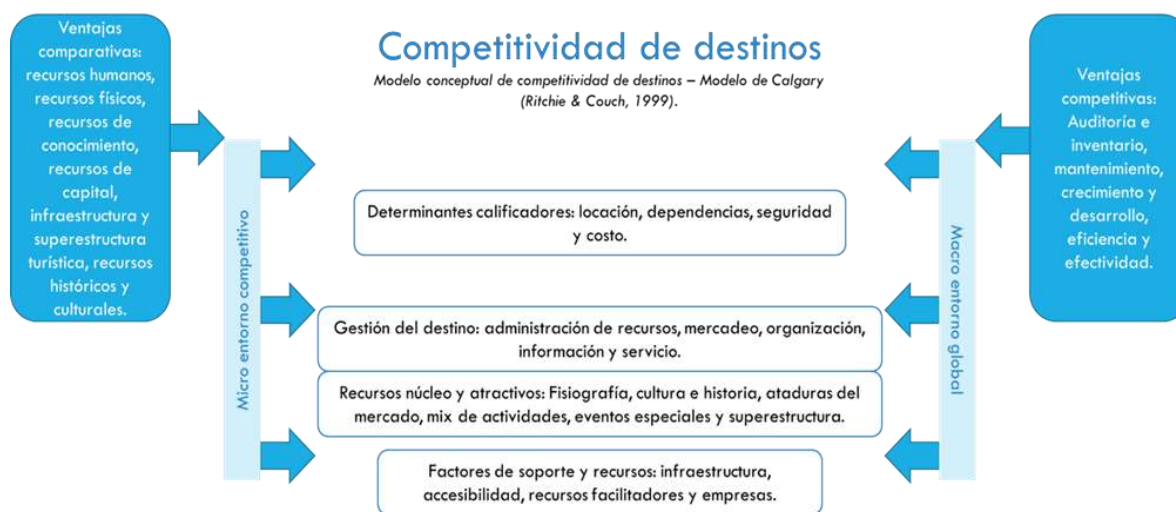 Ventajas
comparativas:
recursos humanos,
recursos físicos,
recursos de
conocimiento,
recursos de
capital,
infraestructura y
superestructura
turística, recursos
históricos y
culturales.
Competitividad de destinos
Modelo conceptual de competitividad de destinos – Modelo de Calgary
(Ritchie & Couch, 1999).
Ventajas
competitivas:
Auditoría e
inventario,
mantenimiento,
crecimiento y
desarrollo,
eficiencia y
efectividad.
Micro entorno competitivo
Determinantes calificadores: locación, dependencias, seguridad
y costo.
Gestión del destino: administración de recursos, mercadeo, organización,
información y servicio.
Recursos núcleo y atractivos: Fisiografía, cultura e historia, ataduras del
mercado, mix de actividades, eventos especiales y superestructura.
Factores de soporte y recursos: infraestructura,
accesibilidad, recursos facilitadores y empresas.
Macro entorno global